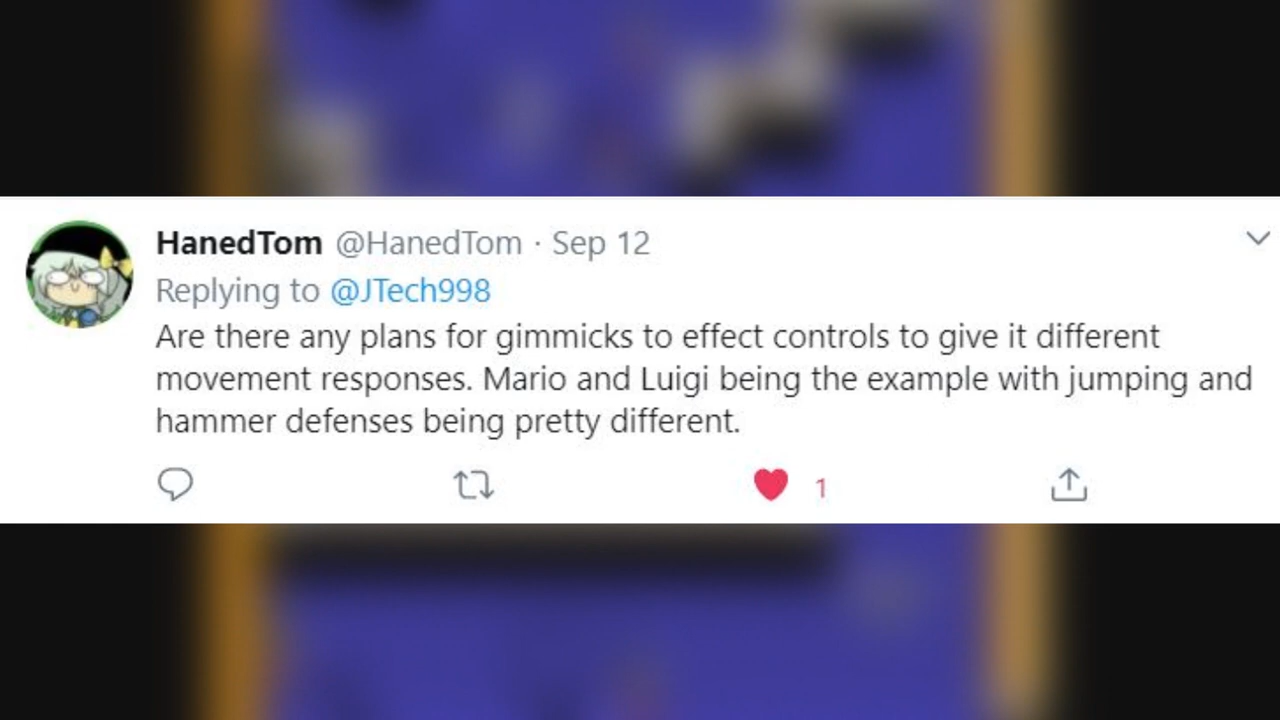 HanedTom @HanedTom · Sep 12
Replying to @JTech998
Are there any plans for gimmicks to effect controls to give it different
movement responses. Mario and Luigi being the example with jumping and
hammer defenses being pretty different.
1